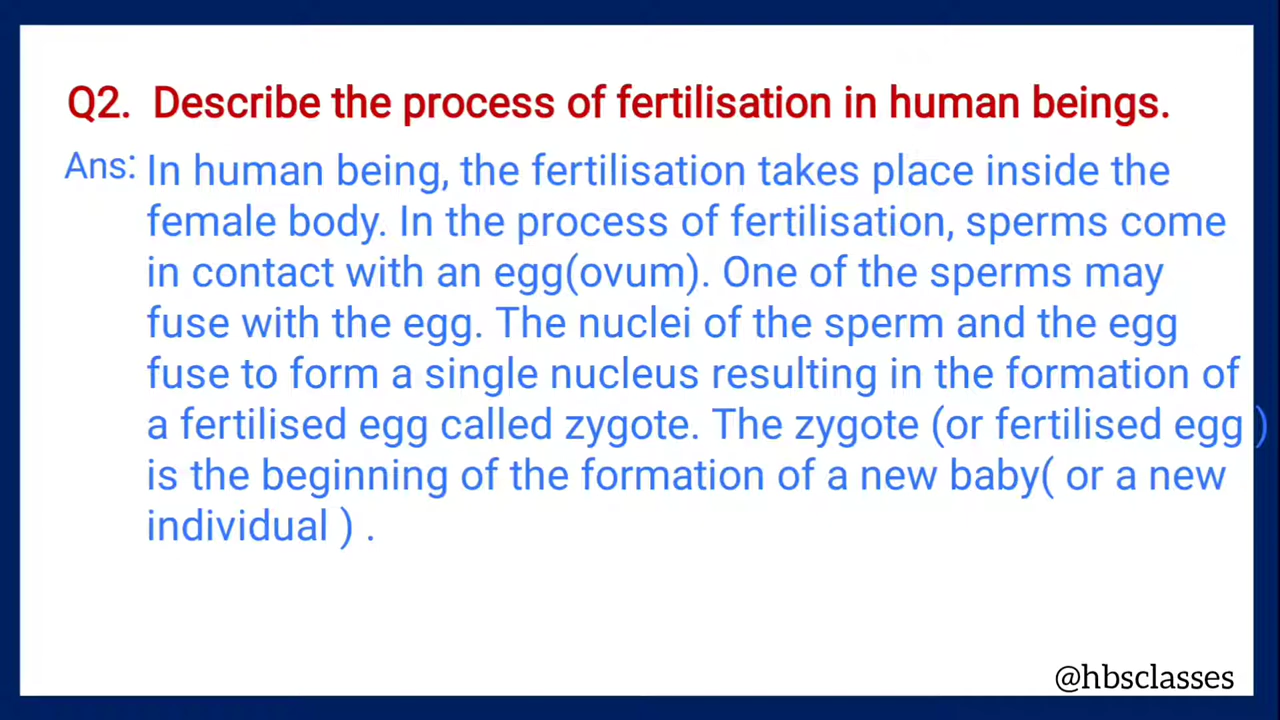 Q2. Describe the process of fertilisation in human beings.
Ans: In human being, the fertilisation takes place inside the
female body. In the process of fertilisation, sperms come
in contact with an egg(ovum). One of the sperms may
fuse with the egg. The nuclei of the sperm and the egg
fuse to form a single nucleus resulting in the formation of
a fertilised egg called zygote. The zygote (or fertilised egg )
is the beginning of the formation of a new baby( or a new
individual ) .
@hbsclasses